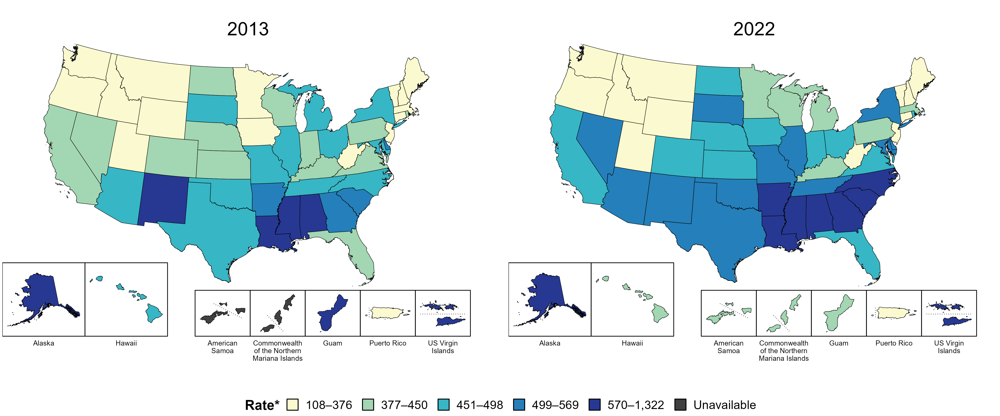 2013
2022
Alaska
Hawaii
American
Samoa
Commonwealth
of the Northern
Mariana Islands
Guam
Puerto Rico
US Virgin
Islands
Alaska
Hawaii
American
Samoa
Commonwealth
of the Northern
Mariana Islands
Guam
Puerto Rico
US Virgin
Islands
Rate* 108–376 377–450 451–498 499–569 570–1,322 Unavailable